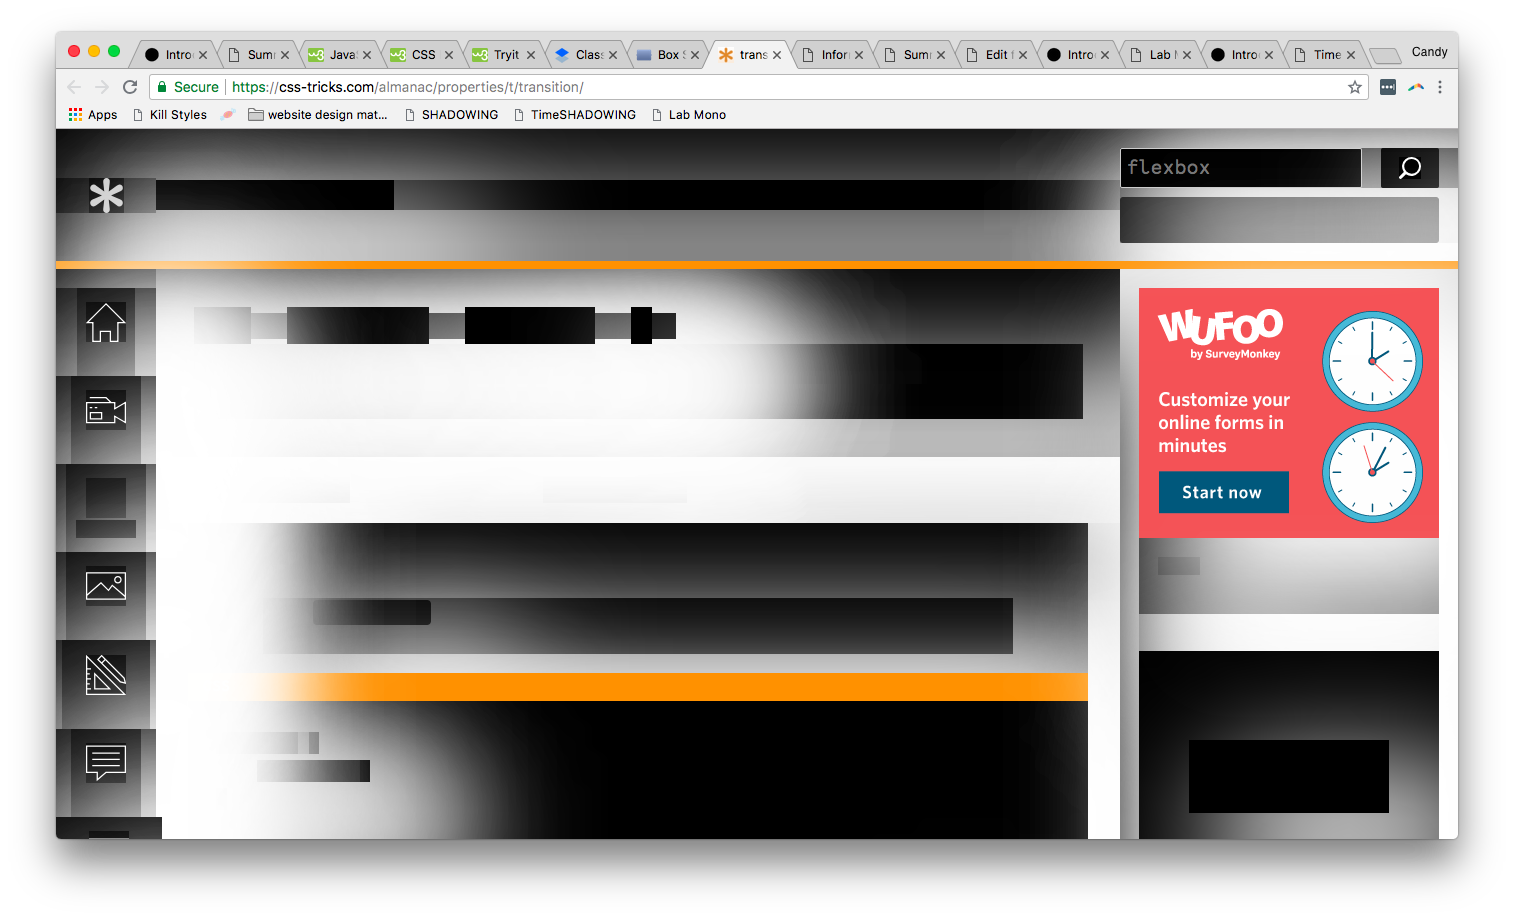 Intro Sum Java CSS Tryit Class Box S trans Infor Sum Edit f Intro Lab M Intro Time Candy
Secure https://css-tricks.com/almanac/properties/t/transition/
Apps Kill Styles website design mat... SHADOWING TimeSHADOWING Lab Mono
flexbox
WUFOO
by SurveyMonkey
Customize your
online forms in
minutes
Start now